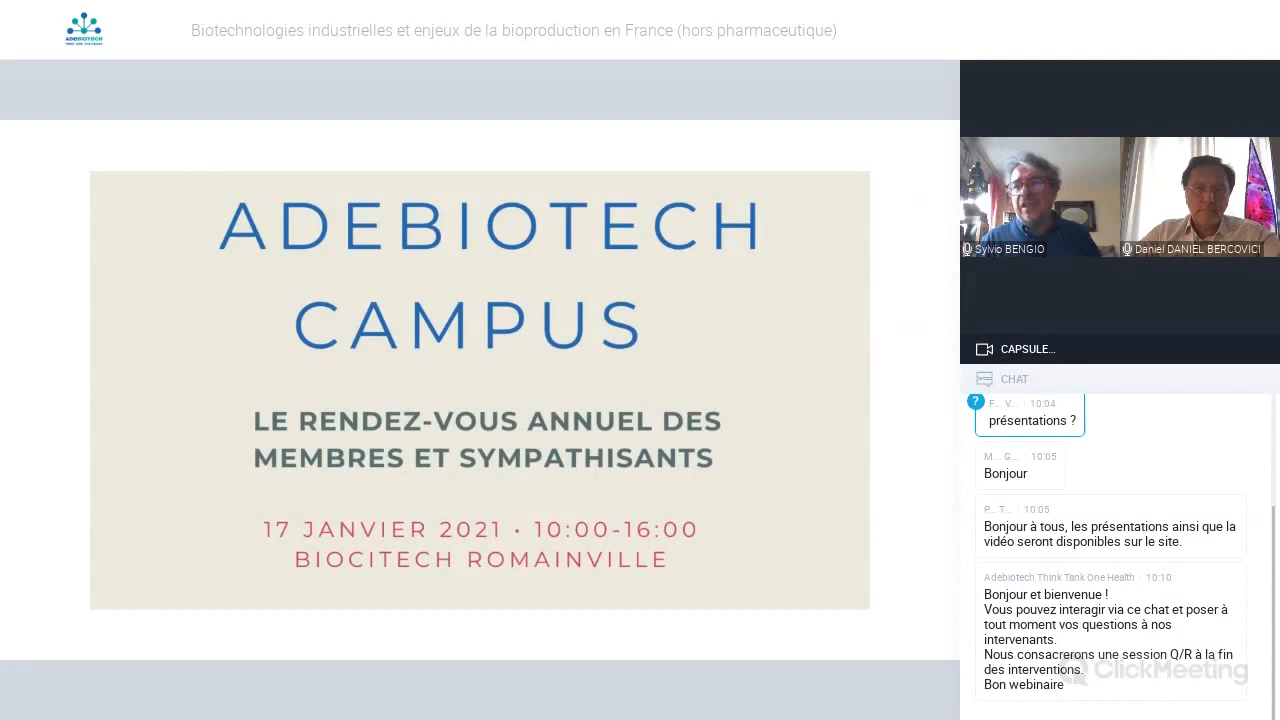 ADEBIOTECH
Biotechnologies industrielles et enjeux de la bioproduction en France (hors pharmaceutique)
ADEBIOTECH
CAMPUS
LE RENDEZ-VOUS ANNUEL DES
MEMBRES ET SYMPATHISANTS
17 JANVIER 2021 • 10:00-16:00
BIOCITECH ROMAINVILLE
Sylvio BENGIO
Daniel DANIEL BERCOVICI
CAPSULE...
CHAT
?
F... V... 10:04
présentations ?
M... G... 10:05
Bonjour
P... T... 10:05
Bonjour à tous, les présentations ainsi que la
vidéo seront disponibles sur le site.
Adebiotech Think Tank One Health 10:10
Bonjour et bienvenue !
Vous pouvez interagir via ce chat et poser à
tout moment vos questions à nos
intervenants.
Nous consacrerons une session Q/R à la fin
des interventions.
Bon webinaire
ClickMeeting